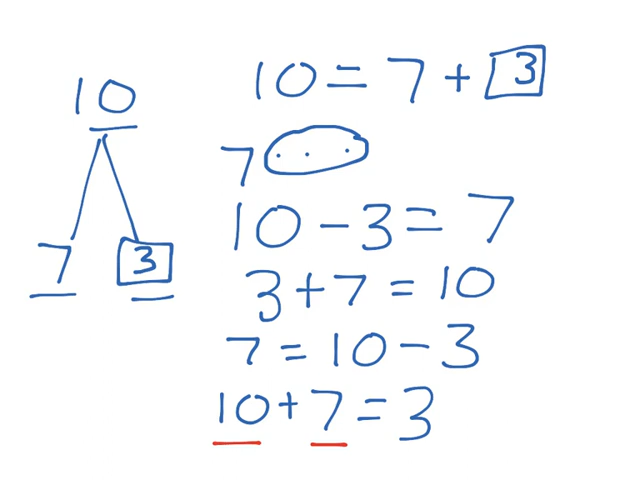 10
7 3
10 = 7 + 3
7
10 - 3 = 7
3 + 7 = 10
7 = 10 - 3
10 + 7 = 3